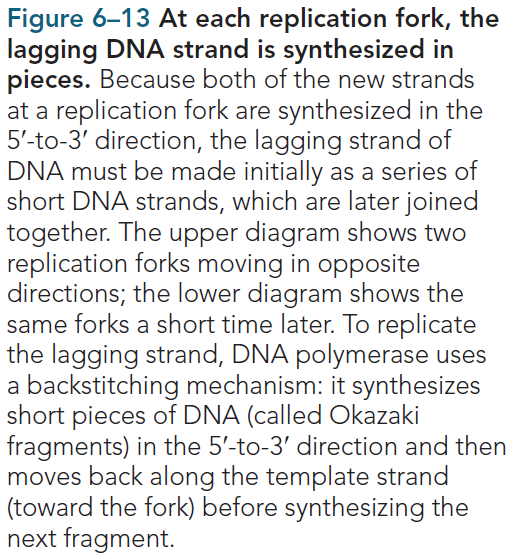 Figure 6–13 At each replication fork, the
lagging DNA strand is synthesized in
pieces. Because both of the new strands
at a replication fork are synthesized in the
5′-to-3′ direction, the lagging strand of
DNA must be made initially as a series of
short DNA strands, which are later joined
together. The upper diagram shows two
replication forks moving in opposite
directions; the lower diagram shows the
same forks a short time later. To replicate
the lagging strand, DNA polymerase uses
a backstitching mechanism: it synthesizes
short pieces of DNA (called Okazaki
fragments) in the 5′-to-3′ direction and then
moves back along the template strand
(toward the fork) before synthesizing the
next fragment.